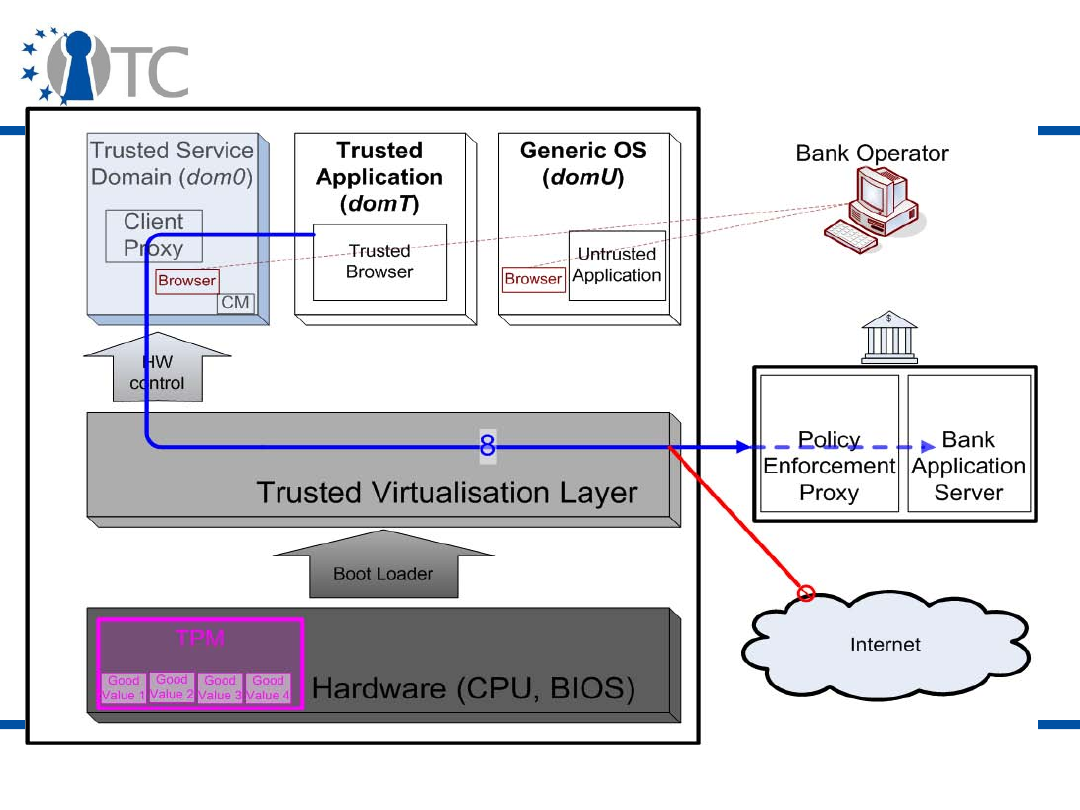 TC
Trusted Service
Domain (dom0)
Client
Proxy
Browser
CM
Trusted
Application
(domT)
Trusted
Browser
Generic OS
(domU)
Untrusted
Application
Browser
Bank Operator
HW
control
$
8
Trusted Virtualisation Layer
Policy
Enforcement
Proxy
Bank
Application
Server
Boot Loader
Internet
TPM
Good
Value 1
Good
Value 2
Good
Value 3
Good
Value 4
Hardware (CPU, BIOS)